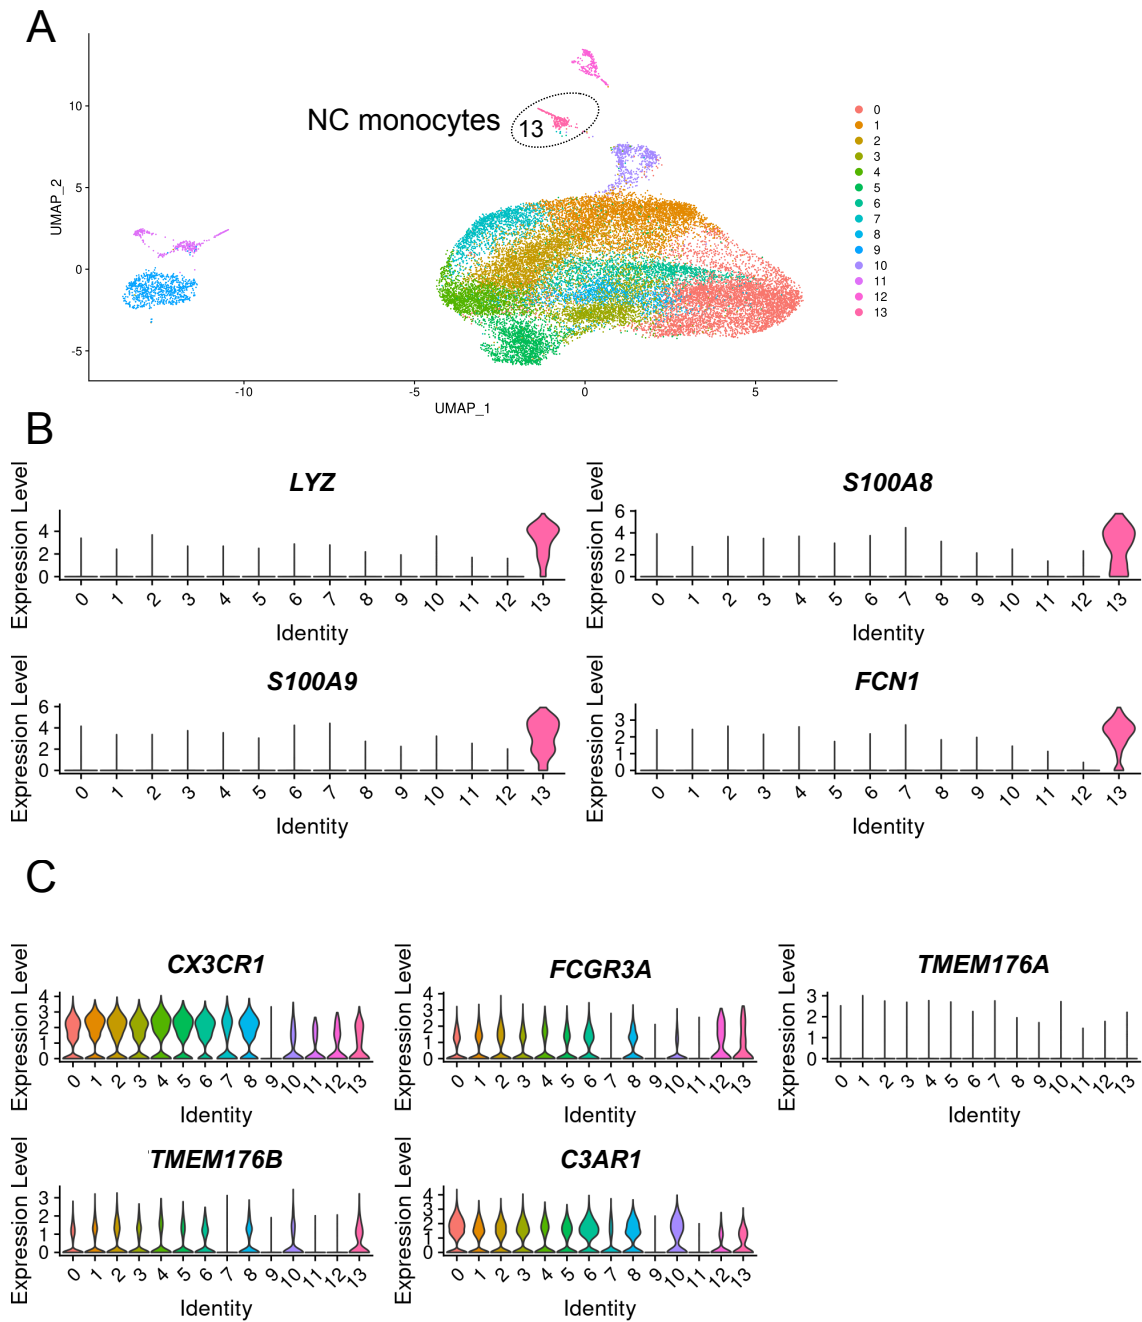 A
NC monocytes
13
UMAP_2
10
5
0
-5
-10
-5
0
5
UMAP_1
0
1
2
3
4
5
6
7
8
9
10
11
12
13
B
LYZ
Expression Level
4
2
0
0 1 2 3 4 5 6 7 8 9 10 11 12 13
Identity
S100A8
Expression Level
6
4
2
0
0 1 2 3 4 5 6 7 8 9 10 11 12 13
Identity
S100A9
Expression Level
6
4
2
0
0 1 2 3 4 5 6 7 8 9 10 11 12 13
Identity
FCN1
Expression Level
3
2
1
0
0 1 2 3 4 5 6 7 8 9 10 11 12 13
Identity
C
CX3CR1
Expression Level
4
3
2
1
0
0 1 2 3 4 5 6 7 8 9 10 11 12 13
Identity
FCGR3A
Expression Level
4
3
2
1
0
0 1 2 3 4 5 6 7 8 9 10 11 12 13
Identity
TMEM176A
Expression Level
3
2
1
0
0 1 2 3 4 5 6 7 8 9 10 11 12 13
Identity
TMEM176B
Expression Level
3
2
1
0
0 1 2 3 4 5 6 7 8 9 10 11 12 13
Identity
C3AR1
Expression Level
4
3
2
1
0
0 1 2 3 4 5 6 7 8 9 10 11 12 13
Identity